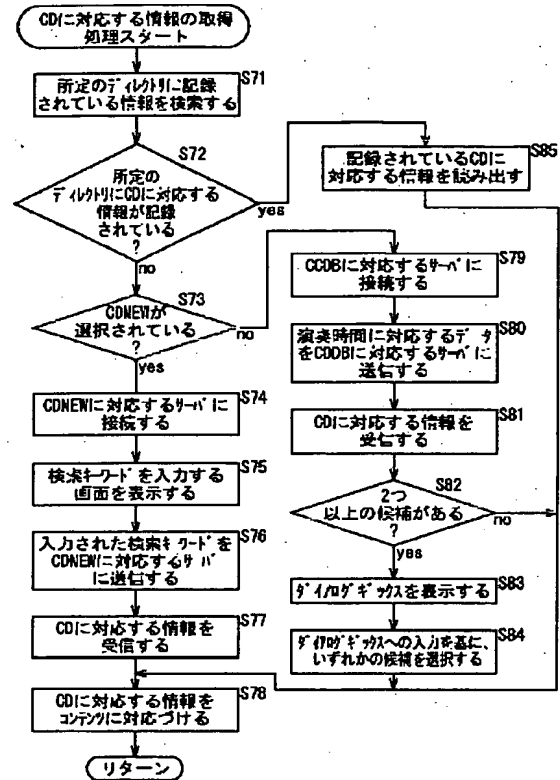 CDに対応する情報の取得
処理スタート
S71
所定のディレクトリに記録
されている情報を検索する
S72
所定の
ディレクトリにCDに対応する
情報が記録
されている
?
yes
no
S85
記録されているCDに
対応する情報を読み出す
S73
CDNEWが
選択されている
?
no
yes
S74
CDNEWに対応するサーバに
接続する
S75
検索キーワードを入力する
画面を表示する
S76
入力された検索キーワードを
CDNEWに対応するサーバ
に送信する
S77
CDに対応する情報を
受信する
S78
CDに対応する情報を
コンテンツに対応づける
リターン
S79
CCDBに対応するサーバに
接続する
S80
演奏時間に対応するデータ
をCDDBに対応するサーバに
送信する
S81
CDに対応する情報を
受信する
S82
2つ
以上の候補がある
?
no
yes
S83
ダイアログボックスを表示する
S84
ダイアログボックスへの入力を基に、
いずれかの候補を選択する